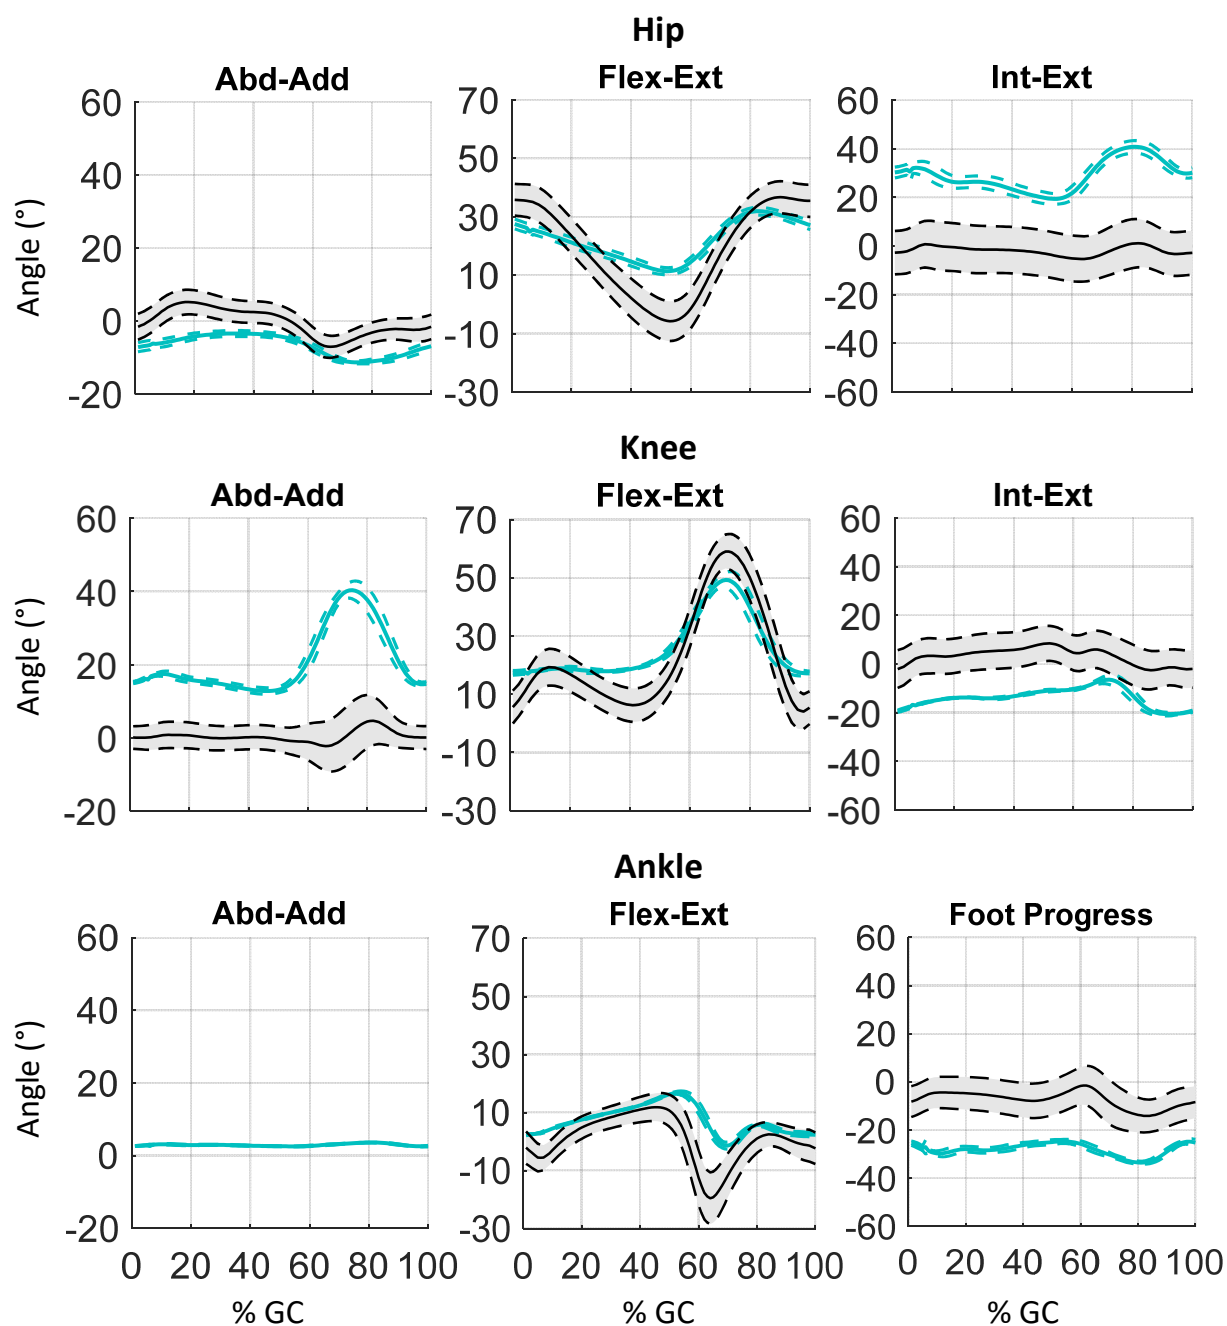 Hip
Abd-Add Flex-Ext Int-Ext
Angle (°)
60 40 20 0 -20
70 50 30 10 -10 -30
60 40 20 0 -20 -40 -60
Knee
Abd-Add Flex-Ext Int-Ext
Angle (°)
60 40 20 0 -20
70 50 30 10 -10 -30
60 40 20 0 -20 -40 -60
Ankle
Abd-Add Flex-Ext Foot Progress
Angle (°)
60 40 20 0 -20
70 50 30 10 -10 -30
60 40 20 0 -20 -40 -60
0 20 40 60 80 100 0 20 40 60 80 100 0 20 40 60 80 100
% GC % GC % GC